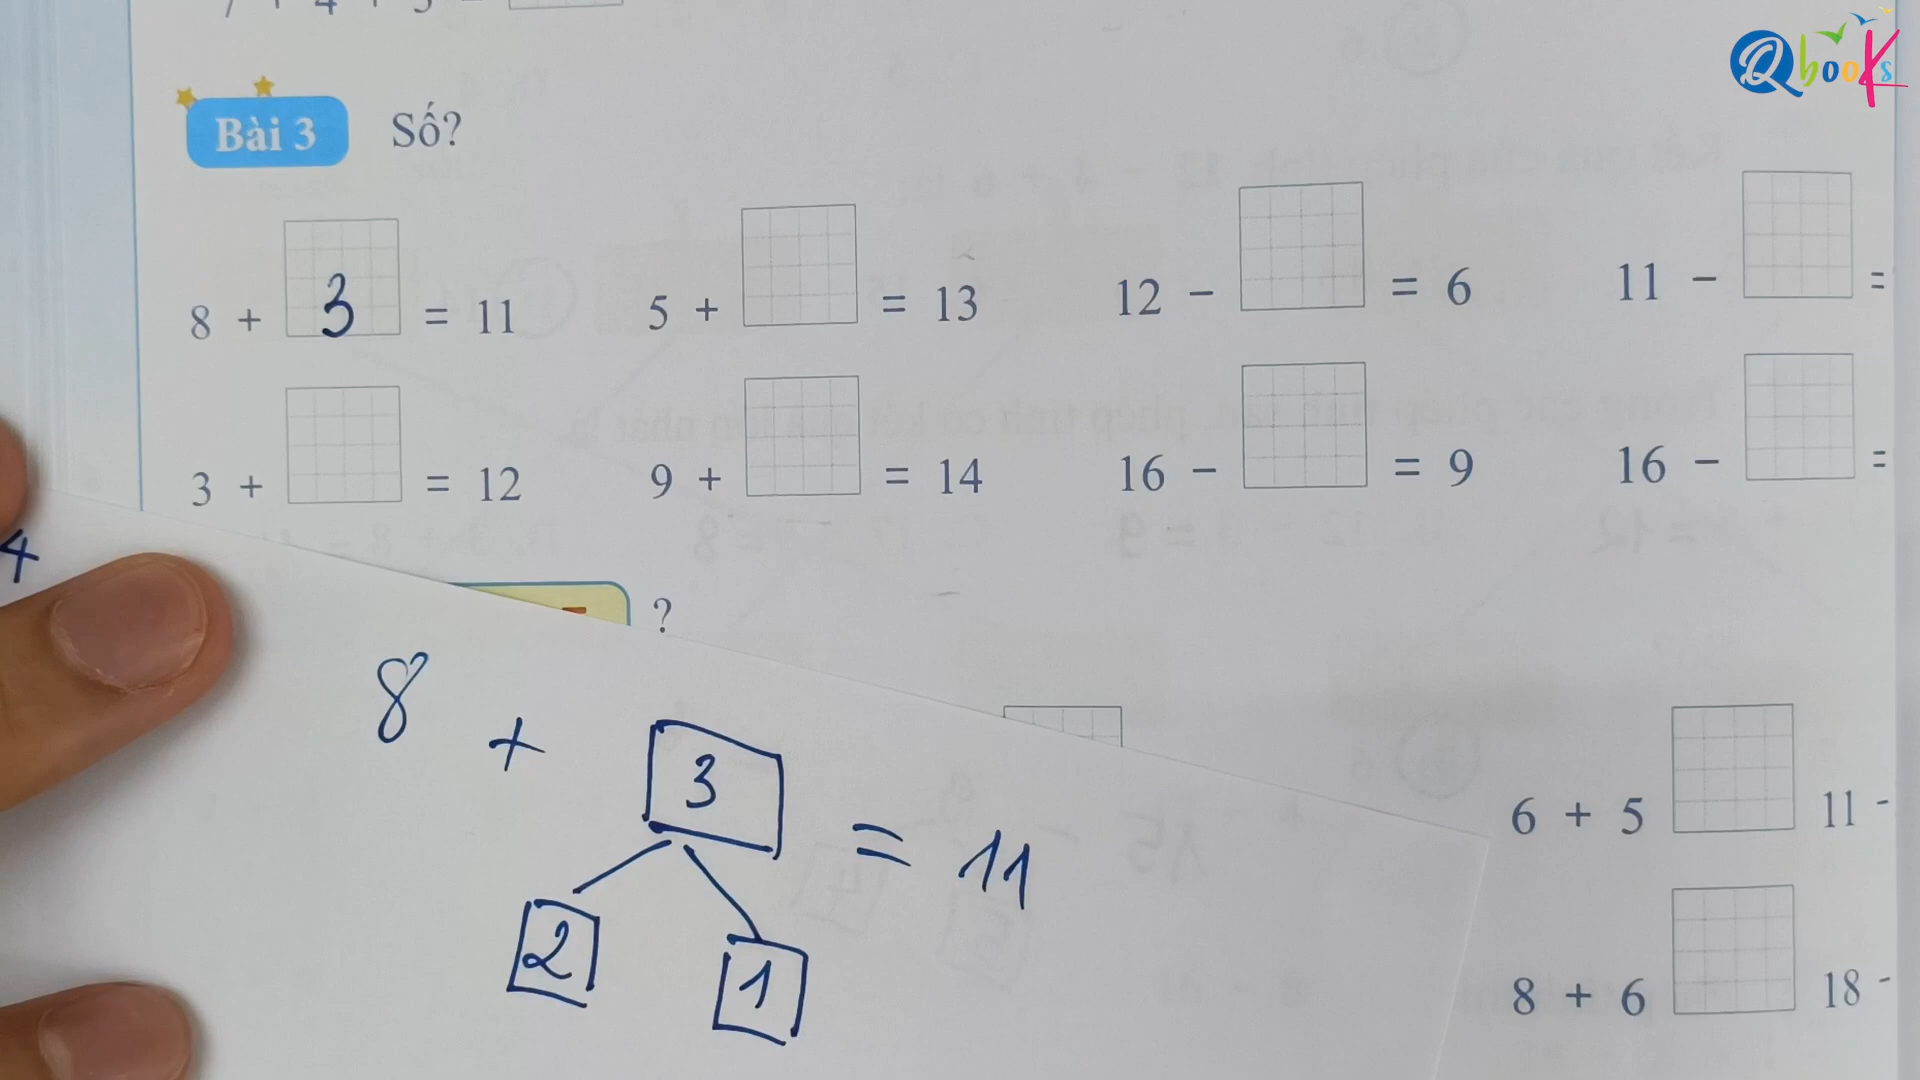 Qbooks
Bài 3 Số?
8 + 3 = 11 5 + = 13 12 - = 6 11 - =
3 + = 12 9 + = 14 16 - = 9 16 - =
4
?
8 + 3 = 11
2 1
6 + 5 11 -
8 + 6 18 -